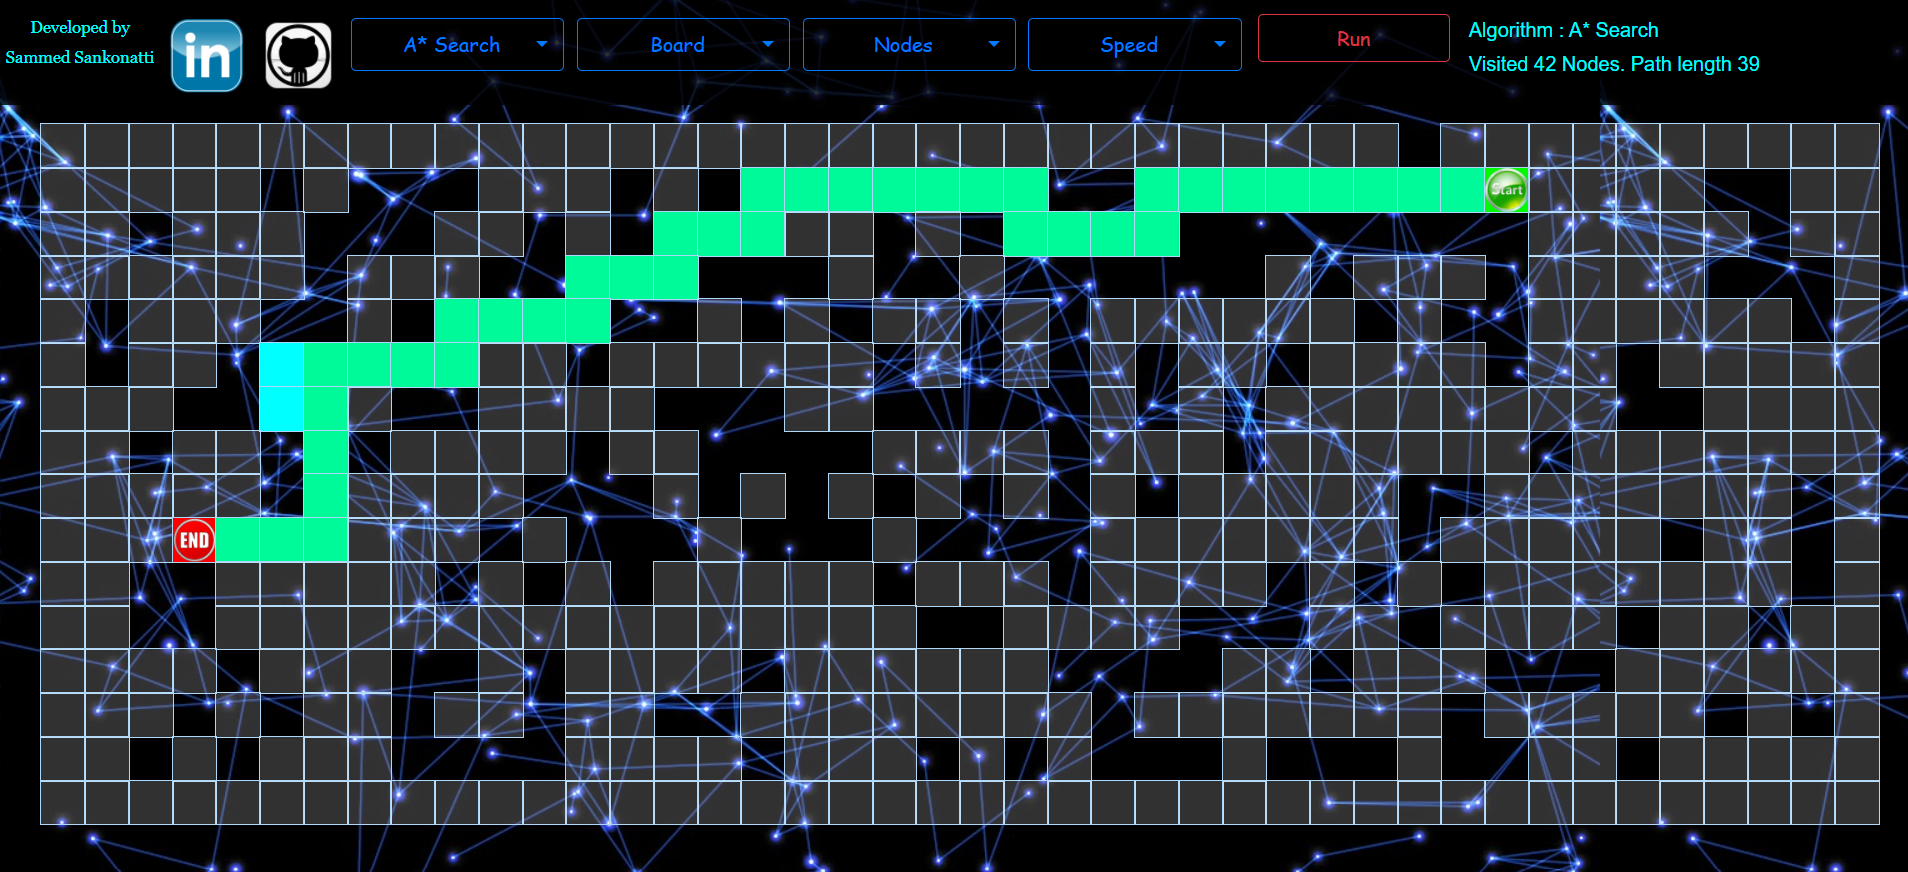 Developed by
Sammed Sankonatti
in
A* Search
Board
Nodes
Speed
Run
Algorithm : A* Search
Visited 42 Nodes. Path length 39
Start
END